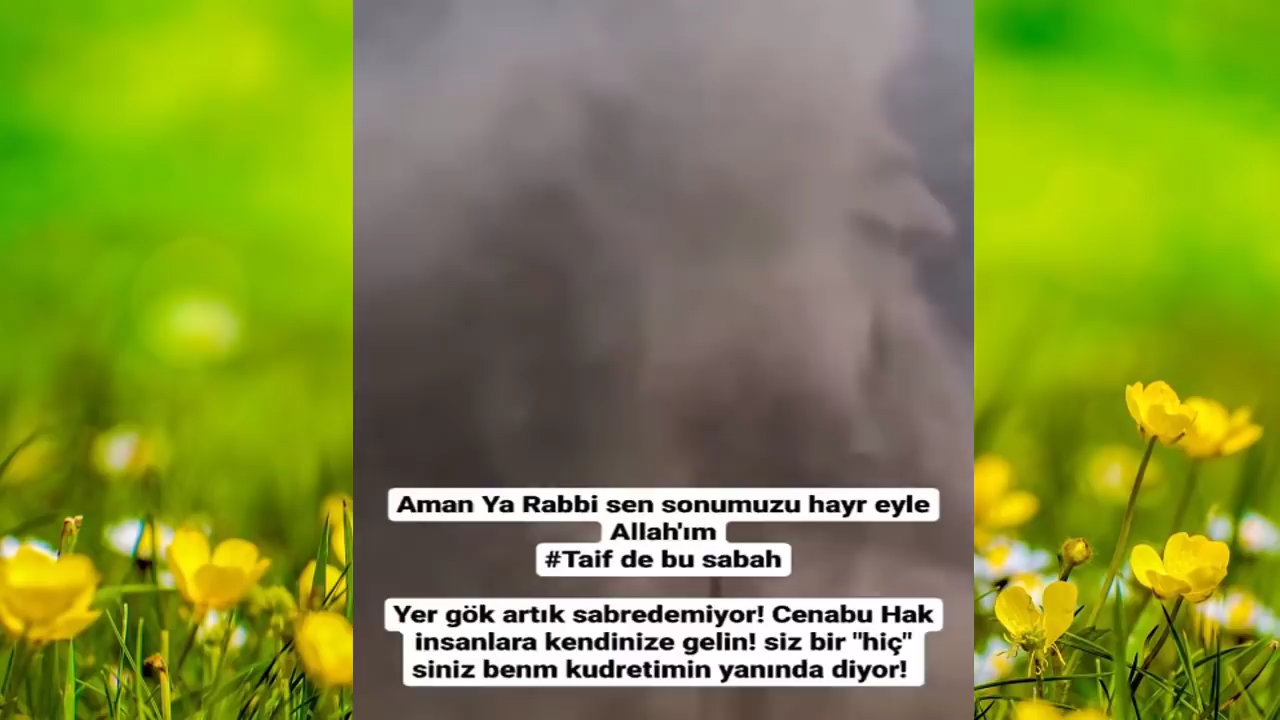 Aman Ya Rabbi sen sonumuzu hayr eyle
Allah'ım
#Taif de bu sabah
Yer gök artık sabredemiyor! Cenabu Hak
insanlara kendinize gelin! siz bir "hiç"
siniz benm kudretimin yanında diyor!